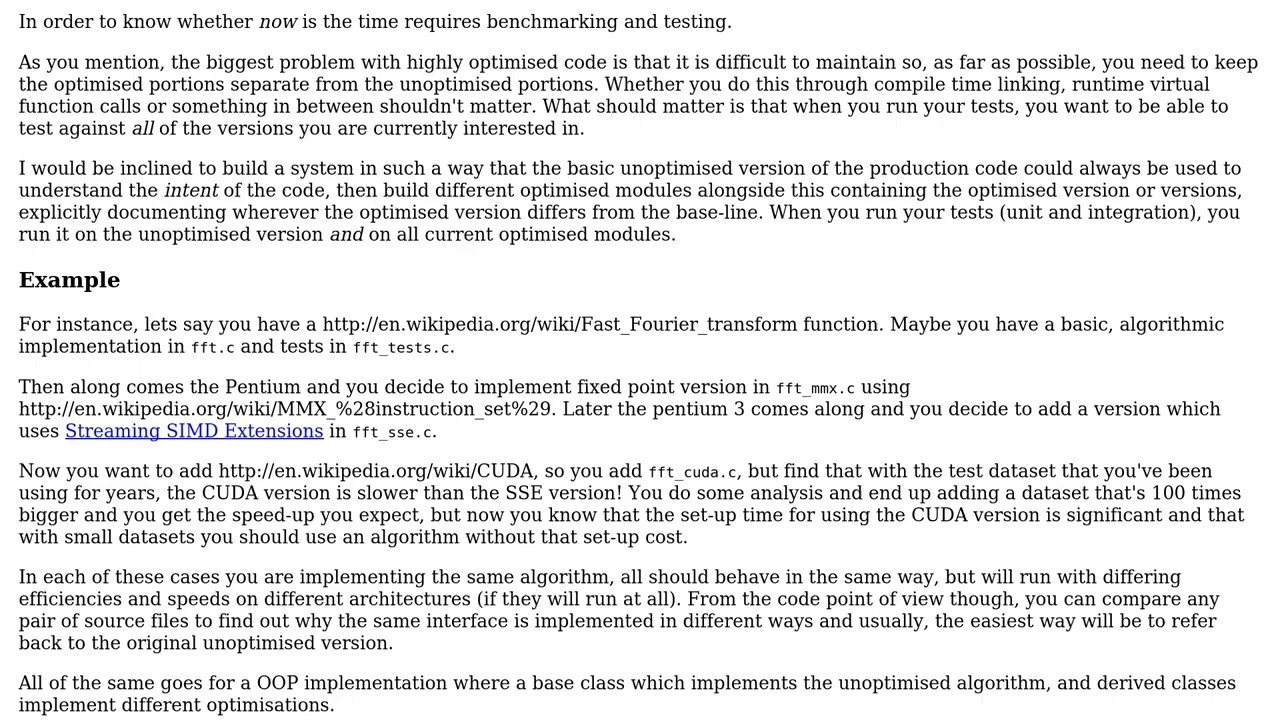 In order to know whether now is the time requires benchmarking and testing.
As you mention, the biggest problem with highly optimised code is that it is difficult to maintain so, as far as possible, you need to keep
the optimised portions separate from the unoptimised portions. Whether you do this through compile time linking, runtime virtual
function calls or something in between shouldn't matter. What should matter is that when you run your tests, you want to be able to
test against all of the versions you are currently interested in.
I would be inclined to build a system in such a way that the basic unoptimised version of the production code could always be used to
understand the intent of the code, then build different optimised modules alongside this containing the optimised version or versions,
explicitly documenting wherever the optimised version differs from the base-line. When you run your tests (unit and integration), you
run it on the unoptimised version and on all current optimised modules.
Example
For instance, lets say you have a http://en.wikipedia.org/wiki/Fast_Fourier_transform function. Maybe you have a basic, algorithmic
implementation in fft.c and tests in fft_tests.c.
Then along comes the Pentium and you decide to implement fixed point version in fft_mmx.c using
http://en.wikipedia.org/wiki/MMX_%28instruction_set%29. Later the pentium 3 comes along and you decide to add a version which
uses Streaming SIMD Extensions in fft_sse.c.
Now you want to add http://en.wikipedia.org/wiki/CUDA, so you add fft_cuda.c, but find that with the test dataset that you've been
using for years, the CUDA version is slower than the SSE version! You do some analysis and end up adding a dataset that's 100 times
bigger and you get the speed-up you expect, but now you know that the set-up time for using the CUDA version is significant and that
with small datasets you should use an algorithm without that set-up cost.
In each of these cases you are implementing the same algorithm, all should behave in the same way, but will run with differing
efficiencies and speeds on different architectures (if they will run at all). From the code point of view though, you can compare any
pair of source files to find out why the same interface is implemented in different ways and usually, the easiest way will be to refer
back to the original unoptimised version.
All of the same goes for a OOP implementation where a base class which implements the unoptimised algorithm, and derived classes
implement different optimisations.